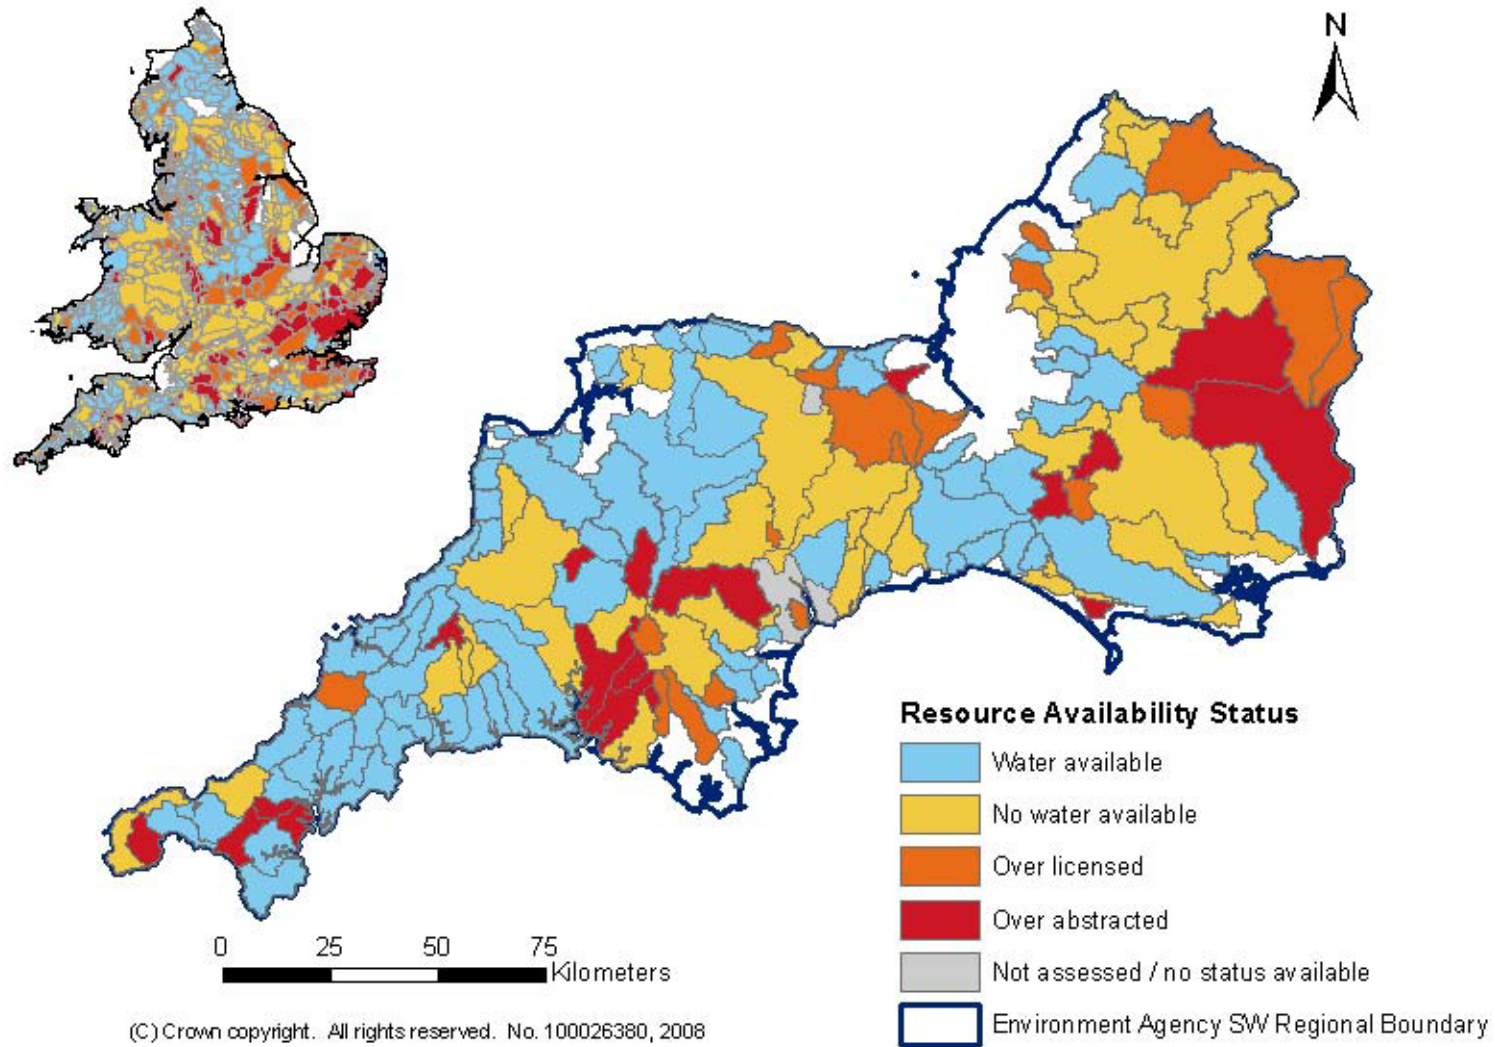 N
Resource Availability Status
Water available
No water available
Over licensed
Over abstracted
Not assessed / no status available
Environment Agency SW Regional Boundary
0 25 50 75
Kilometers
(C) Crown copyright. All rights reserved. No. 100026380, 2008